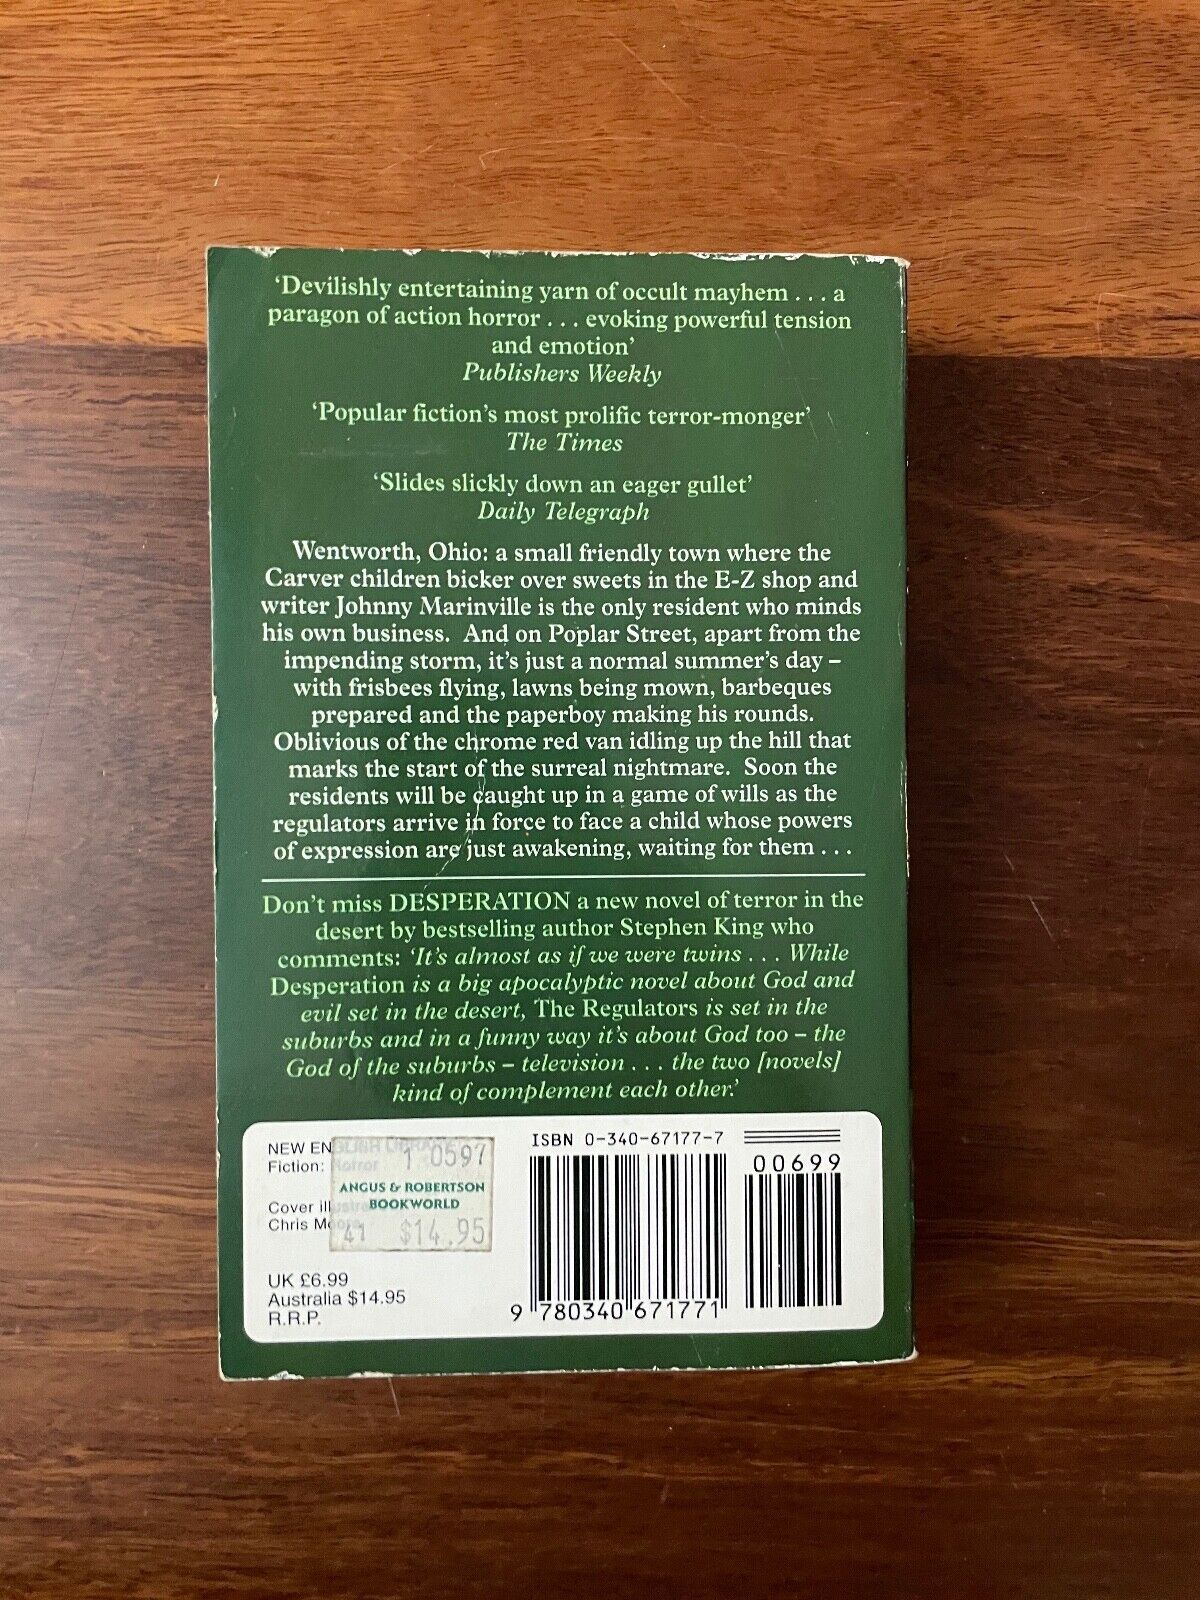 ‘Devilishly entertaining yarn of occult mayhem . . . a
paragon of action horror . . . evoking powerful tension
and emotion’
Publishers Weekly
‘Popular fiction’s most prolific terror-monger’
The Times
‘Slides slickly down an eager gullet’
Daily Telegraph
Wentworth, Ohio: a small friendly town where the
Carver children bicker over sweets in the E-Z shop and
writer Johnny Marinville is the only resident who minds
his own business. And on Poplar Street, apart from the
impending storm, it’s just a normal summer’s day –
with frisbees flying, lawns being mown, barbeques
prepared and the paperboy making his rounds.
Oblivious of the chrome red van idling up the hill that
marks the start of the surreal nightmare. Soon the
residents will be caught up in a game of wills as the
regulators arrive in force to face a child whose powers
of expression are just awakening, waiting for them . . .
Don’t miss DESPERATION a new novel of terror in the
desert by bestselling author Stephen King who
comments: ‘It’s almost as if we were twins . . . While
Desperation is a big apocalyptic novel about God and
evil set in the desert, The Regulators is set in the
suburbs and in a funny way it’s about God too – the
God of the suburbs – television . . . the two [novels]
kind of complement each other.’
NEW ENGLISH
Fiction: Horror
Cover illustra
Chris Mo
UK £6.99
Australia $14.95
R.R.P.
1 0597
ANGUS & ROBERTSON
BOOKWORLD
41 $14.95
ISBN 0-340-67177-7
00699
9 780340 671771